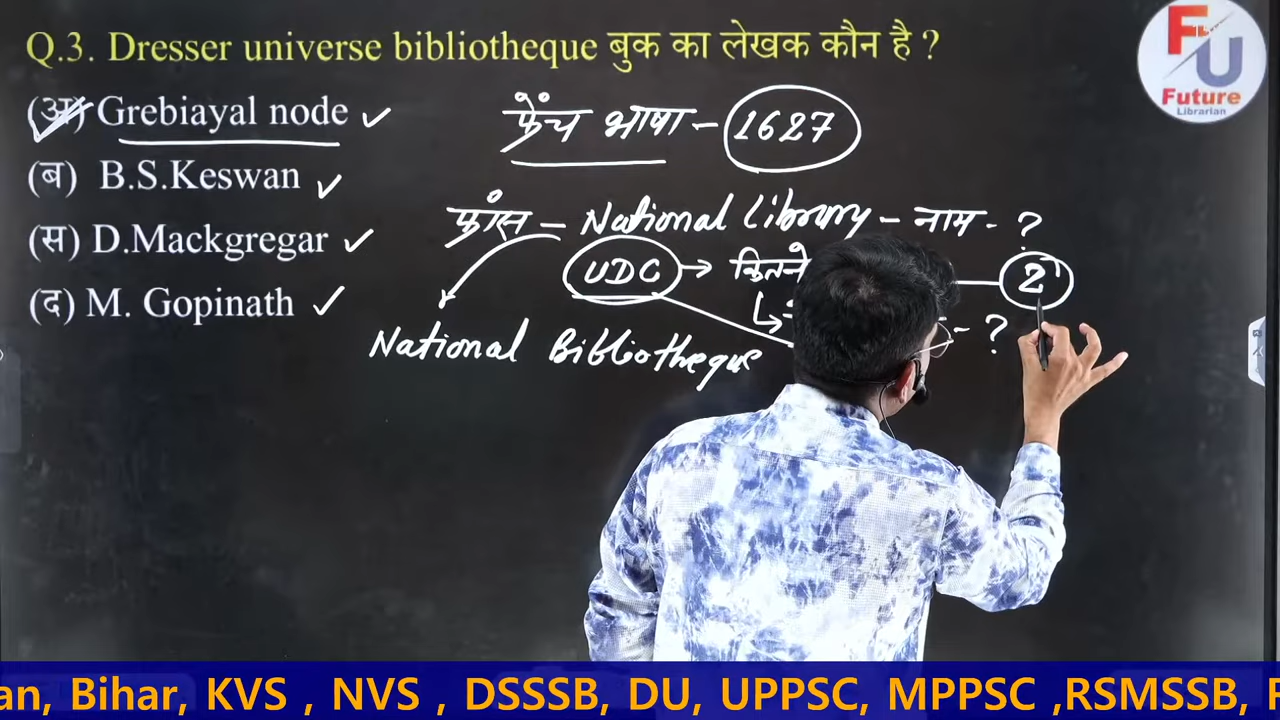 Q.3. Dresser universe bibliotheque बुक का लेखक कौन है ?
(अ) Grebiayal node
फ्रेंच भाषा – 1627
(ब) B.S.Keswan
(स) D.Mackgregar
(द) M. Gopinath
फ्रांस – National Library – नाम - ?
UDC → कितने
2
- ?
National Bibliotheque
FU
Future
Librarian
an, Bihar, KVS , NVS , DSSSB, DU, UPPSC, MPPSC ,RSMSSB,